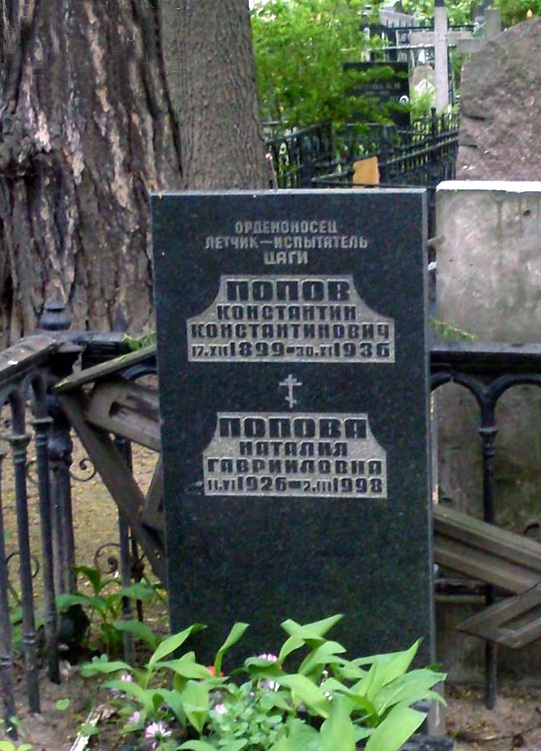 ОРДЕНОНОСЕЦ
ЛЕТЧИК—ИСПЫТАТЕЛЬ
ЦАГИ
ПОПОВ
КОНСТАНТИН
КОНСТАНТИНОВИЧ
17.XII 1899—30.XI 1936
ПОПОВА
НАТАЛИЯ
ГАВРИИЛОВНА
11.VI 1926—2.III 1998